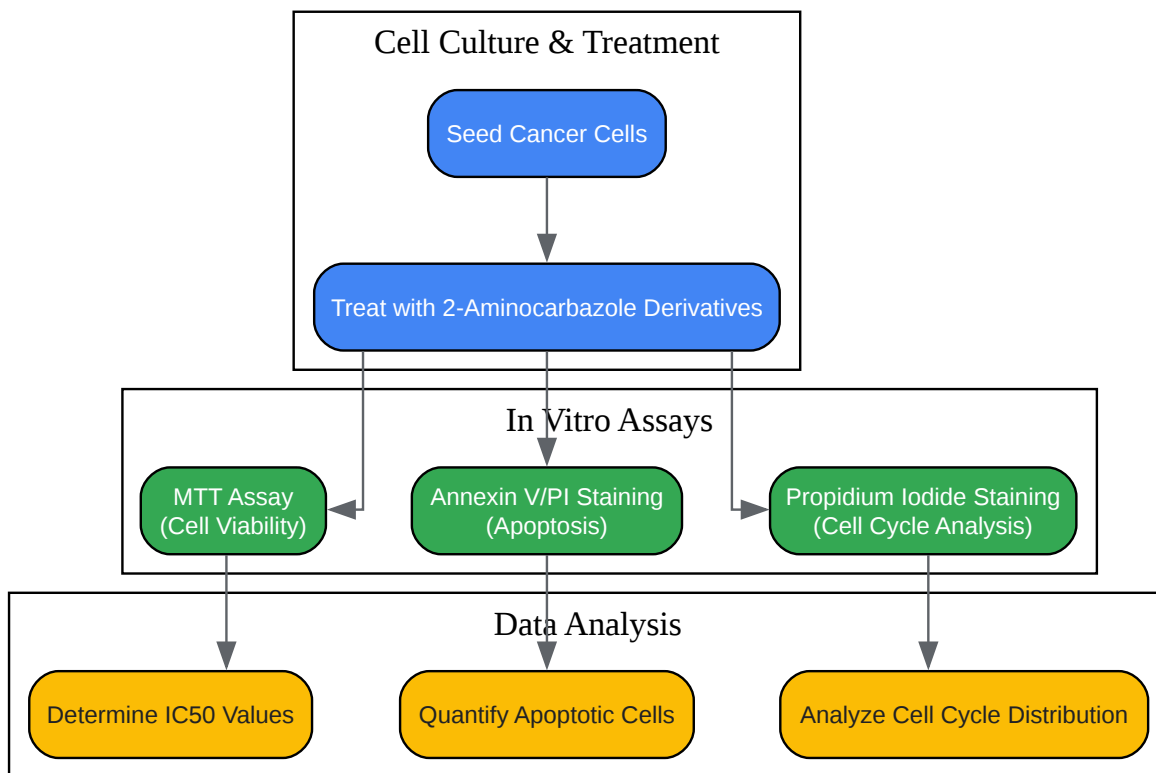 Cell Culture & Treatment
Seed Cancer Cells
Treat with 2-Aminocarbazole Derivatives
In Vitro Assays
MTT Assay
(Cell Viability)
Annexin V/PI Staining
(Apoptosis)
Propidium Iodide Staining
(Cell Cycle Analysis)
Data Analysis
Determine IC50 Values
Quantify Apoptotic Cells
Analyze Cell Cycle Distribution